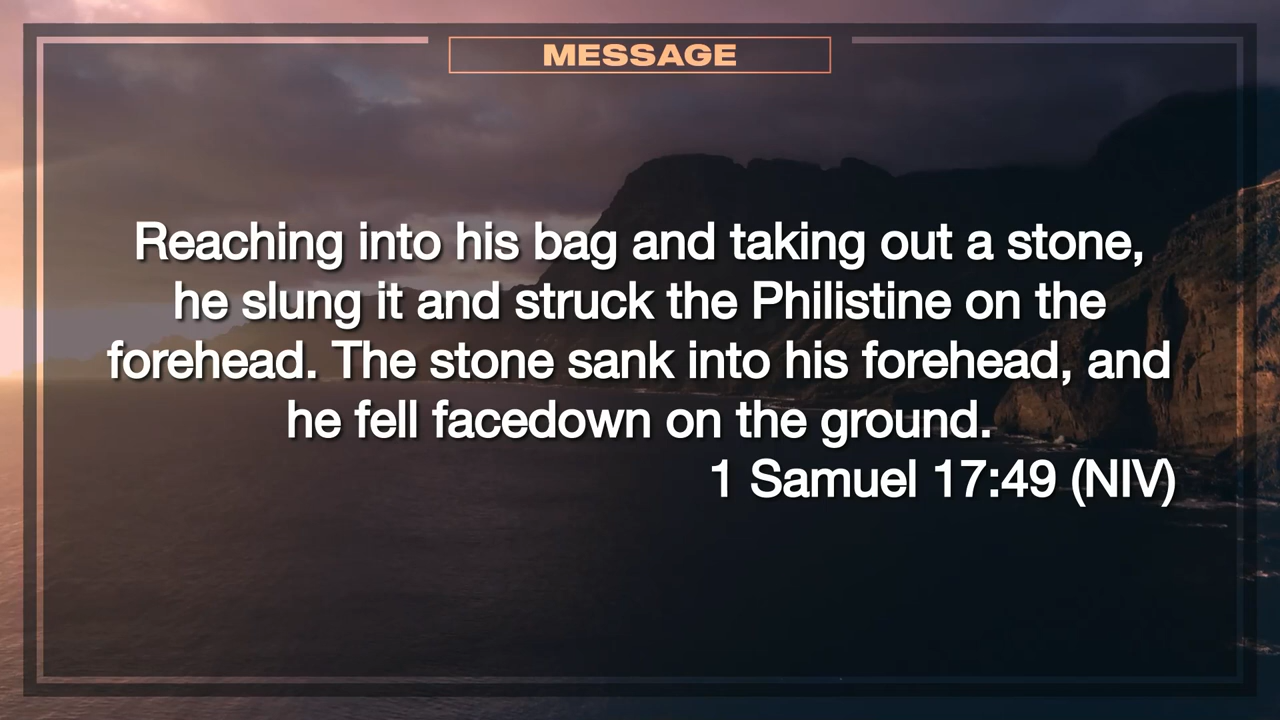 MESSAGE
Reaching into his bag and taking out a stone,
he slung it and struck the Philistine on the
forehead. The stone sank into his forehead, and
he fell facedown on the ground.
1 Samuel 17:49 (NIV)